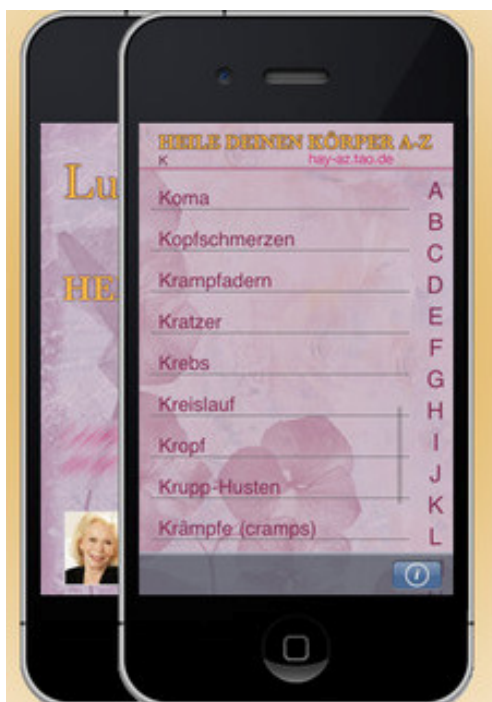 Lu
HE
HEILE DEINEN KÖRPER A-Z
K
hay-az.tao.de
Koma
Kopfschmerzen
Krampfadern
Kratzer
Krebs
Kreislauf
Kropf
Krupp-Husten
Krämpfe (cramps)
A
B
C
D
E
F
G
H
I
J
K
L
i